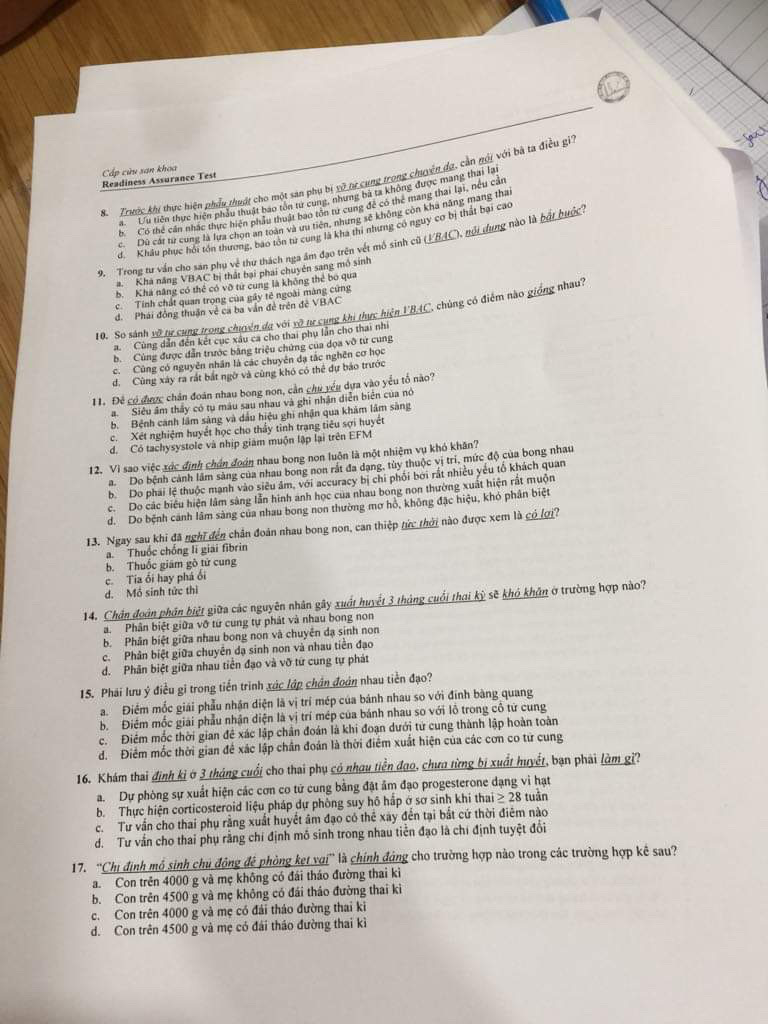 Cấp cứu sản khoa
Readiness Assurance Test
8. Trước khi thực hiện phẫu thuật cho một sản phụ bị vỡ tử cung trong chuyển dạ, cần nói với bà ta điều gì?
a. Ưu tiên thực hiện phẫu thuật bảo tồn tử cung, nhưng bà ta không được mang thai lại
b. Có thể cân nhắc thực hiện phẫu thuật bảo tồn tử cung để có thể mang thai lại, nếu cần
c. Dù cắt tử cung là lựa chọn an toàn và ưu tiên, nhưng sẽ không còn khả năng mang thai
d. Khâu phục hồi tổn thương, bảo tồn tử cung là khả thi nhưng có nguy cơ bị thất bại cao
9. Trong tư vấn cho sản phụ về thử thách ngả âm đạo trên vết mổ sinh cũ (VBAC), nội dung nào là bắt buộc?
a. Khả năng VBAC bị thất bại phải chuyển sang mổ sinh
b. Khả năng có thể có vỡ tử cung là không thể bỏ qua
c. Tính chất quan trọng của gây tê ngoài màng cứng
d. Phải đồng thuận về cả ba vấn đề trên để VBAC
10. So sánh vỡ tử cung trong chuyển dạ với vỡ tử cung khi thực hiện VBAC, chúng có điểm nào giống nhau?
a. Cùng dẫn đến kết cục xấu cả cho thai phụ lẫn cho thai nhi
b. Cùng được dẫn trước bằng triệu chứng của dọa vỡ tử cung
c. Cùng có nguyên nhân là các chuyển dạ tắc nghẽn cơ học
d. Cùng xảy ra rất bất ngờ và cùng khó có thể dự báo trước
11. Để có được chẩn đoán nhau bong non, cần chủ yếu dựa vào yếu tố nào?
a. Siêu âm thấy có tụ máu sau nhau và ghi nhận diễn biến của nó
b. Bệnh cảnh lâm sàng và dấu hiệu ghi nhận qua khám lâm sàng
c. Xét nghiệm huyết học cho thấy tình trạng tiêu sợi huyết
d. Có tachysystole và nhịp giảm muộn lặp lại trên EFM
12. Vì sao việc xác định chẩn đoán nhau bong non luôn là một nhiệm vụ khó khăn?
a. Do bệnh cảnh lâm sàng của nhau bong non rất đa dạng, tùy thuộc vị trí, mức độ của bong nhau
b. Do phải lệ thuộc mạnh vào siêu âm, với accuracy bị chi phối bởi rất nhiều yếu tố khách quan
c. Do các biểu hiện lâm sàng lẫn hình ảnh học của nhau bong non thường xuất hiện rất muộn
d. Do bệnh cảnh lâm sàng của nhau bong non thường mơ hồ, không đặc hiệu, khó phân biệt
13. Ngay sau khi đã nghĩ đến chẩn đoán nhau bong non, can thiệp tức thời nào được xem là có lợi?
a. Thuốc chống li giải fibrin
b. Thuốc giảm gò tử cung
c. Tia ối hay phá ối
d. Mổ sinh tức thì
14. Chẩn đoán phân biệt giữa các nguyên nhân gây xuất huyết 3 tháng cuối thai kỳ sẽ khó khăn ở trường hợp nào?
a. Phân biệt giữa vỡ tử cung tự phát và nhau bong non
b. Phân biệt giữa nhau bong non và chuyển dạ sinh non
c. Phân biệt giữa chuyển dạ sinh non và nhau tiền đạo
d. Phân biệt giữa nhau tiền đạo và vỡ tử cung tự phát
15. Phải lưu ý điều gì trong tiến trình xác lập chẩn đoán nhau tiền đạo?
a. Điểm mốc giải phẫu nhận diện là vị trí mép của bánh nhau so với đỉnh bàng quang
b. Điểm mốc giải phẫu nhận diện là vị trí mép của bánh nhau so với lỗ trong cổ tử cung
c. Điểm mốc thời gian để xác lập chẩn đoán là khi đoạn dưới tử cung thành lập hoàn toàn
d. Điểm mốc thời gian để xác lập chẩn đoán là thời điểm xuất hiện của các cơn co tử cung
16. Khám thai định kì ở 3 tháng cuối cho thai phụ có nhau tiền đạo, chưa từng bị xuất huyết, bạn phải làm gì?
a. Dự phòng sự xuất hiện các cơn co tử cung bằng đặt âm đạo progesterone dạng vi hạt
b. Thực hiện corticosteroid liệu pháp dự phòng suy hô hấp ở sơ sinh khi thai ≥ 28 tuần
c. Tư vấn cho thai phụ rằng xuất huyết âm đạo có thể xảy đến tại bất cứ thời điểm nào
d. Tư vấn cho thai phụ rằng chỉ định mổ sinh trong nhau tiền đạo là chỉ định tuyệt đối
17. “Chỉ định mổ sinh chủ động để phòng kẹt vai” là chính đáng cho trường hợp nào trong các trường hợp kể sau?
a. Con trên 4000 g và mẹ không có đái tháo đường thai kì
b. Con trên 4500 g và mẹ không có đái tháo đường thai kì
c. Con trên 4000 g và mẹ có đái tháo đường thai kì
d. Con trên 4500 g và mẹ có đái tháo đường thai kì